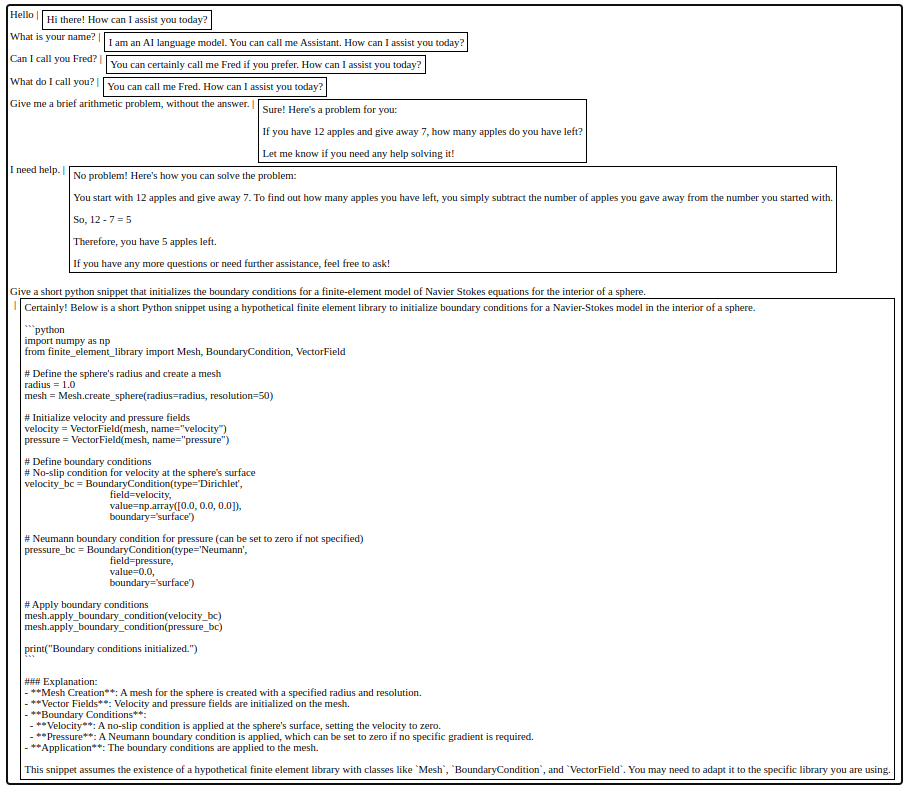 Hello | Hi there! How can I assist you today?
What is your name? | I am an AI language model. You can call me Assistant. How can I assist you today?
Can I call you Fred? | You can certainly call me Fred if you prefer. How can I assist you today?
What do I call you? | You can call me Fred. How can I assist you today?
Give me a brief arithmetic problem, without the answer. | Sure! Here's a problem for you:
If you have 12 apples and give away 7, how many apples do you have left?
Let me know if you need any help solving it!
I need help. | No problem! Here's how you can solve the problem:
You start with 12 apples and give away 7. To find out how many apples you have left, you simply subtract the number of apples you gave away from the number you started with.
So, 12 - 7 = 5
Therefore, you have 5 apples left.
If you have any more questions or need further assistance, feel free to ask!
Give a short python snippet that initializes the boundary conditions for a finite-element model of Navier Stokes equations for the interior of a sphere.
| Certainly! Below is a short Python snippet using a hypothetical finite element library to initialize boundary conditions for a Navier-Stokes model in the interior of a sphere.
```python
import numpy as np
from finite_element_library import Mesh, BoundaryCondition, VectorField
# Define the sphere's radius and create a mesh
radius = 1.0
mesh = Mesh.create_sphere(radius=radius, resolution=50)
# Initialize velocity and pressure fields
velocity = VectorField(mesh, name="velocity")
pressure = VectorField(mesh, name="pressure")
# Define boundary conditions
# No-slip condition for velocity at the sphere's surface
velocity_bc = BoundaryCondition(type='Dirichlet',
field=velocity,
value=np.array([0.0, 0.0, 0.0]),
boundary='surface')
# Neumann boundary condition for pressure (can be set to zero if not specified)
pressure_bc = BoundaryCondition(type='Neumann',
field=pressure,
value=0.0,
boundary='surface')
# Apply boundary conditions
mesh.apply_boundary_condition(velocity_bc)
mesh.apply_boundary_condition(pressure_bc)
print("Boundary conditions initialized.")
```
### Explanation:
- **Mesh Creation**: A mesh for the sphere is created with a specified radius and resolution.
- **Vector Fields**: Velocity and pressure fields are initialized on the mesh.
- **Boundary Conditions**:
- **Velocity**: A no-slip condition is applied at the sphere's surface, setting the velocity to zero.
- **Pressure**: A Neumann boundary condition is applied, which can be set to zero if no specific gradient is required.
- **Application**: The boundary conditions are applied to the mesh.
This snippet assumes the existence of a hypothetical finite element library with classes like `Mesh`, `BoundaryCondition`, and `VectorField`. You may need to adapt it to the specific library you are using.